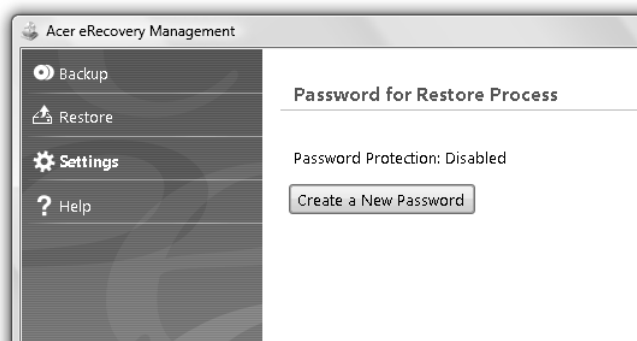 Acer eRecovery Management
Backup
Restore
Settings
? Help
Password for Restore Process
Password Protection: Disabled
Create a New Password